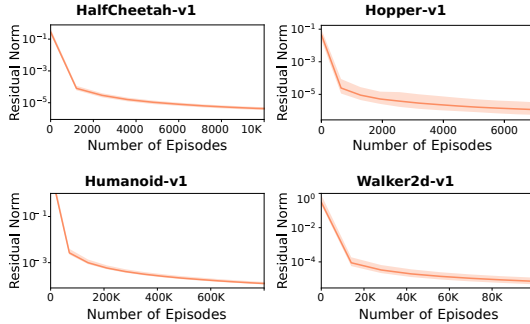 HalfCheetah-v1
Residual Norm
10⁻¹
10⁻³
10⁻⁵
0 2000 4000 6000 8000 10K
Number of Episodes
Hopper-v1
Residual Norm
10⁻¹
10⁻³
10⁻⁵
0 2000 4000 6000
Number of Episodes
Humanoid-v1
Residual Norm
10⁻¹
10⁻³
0 200K 400K 600K
Number of Episodes
Walker2d-v1
Residual Norm
10⁰
10⁻²
10⁻⁴
0 20K 40K 60K 80K
Number of Episodes